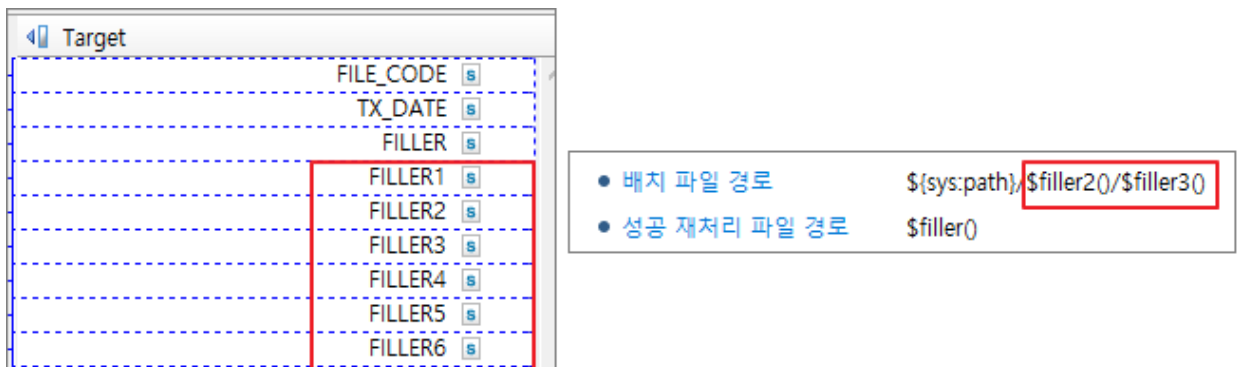 Target
FILE_CODE s
TX_DATE s
FILLER s
FILLER1 s
FILLER2 s
FILLER3 s
FILLER4 s
FILLER5 s
FILLER6 s
• 배치 파일 경로 ${sys:path}/$filler2()/$filler3()
• 성공 재처리 파일 경로 $filler()